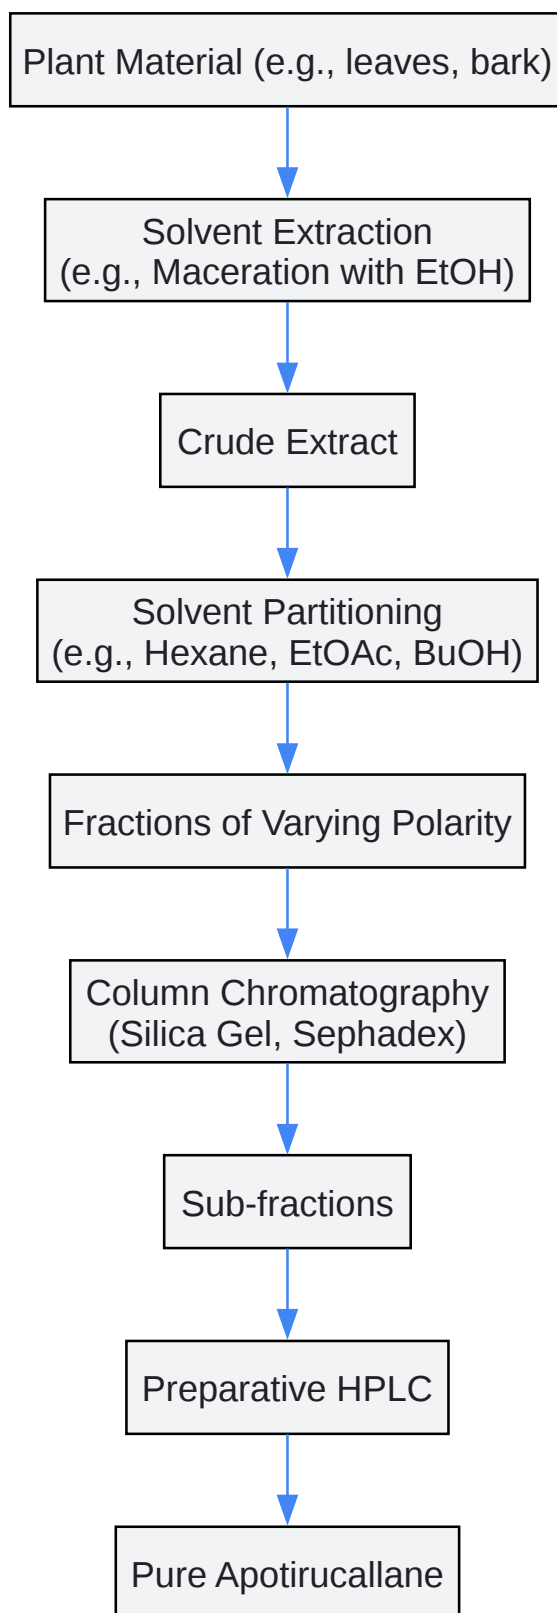 Plant Material (e.g., leaves, bark)
Solvent Extraction
(e.g., Maceration with EtOH)
Crude Extract
Solvent Partitioning
(e.g., Hexane, EtOAc, BuOH)
Fractions of Varying Polarity
Column Chromatography
(Silica Gel, Sephadex)
Sub-fractions
Preparative HPLC
Pure Apotirucallane